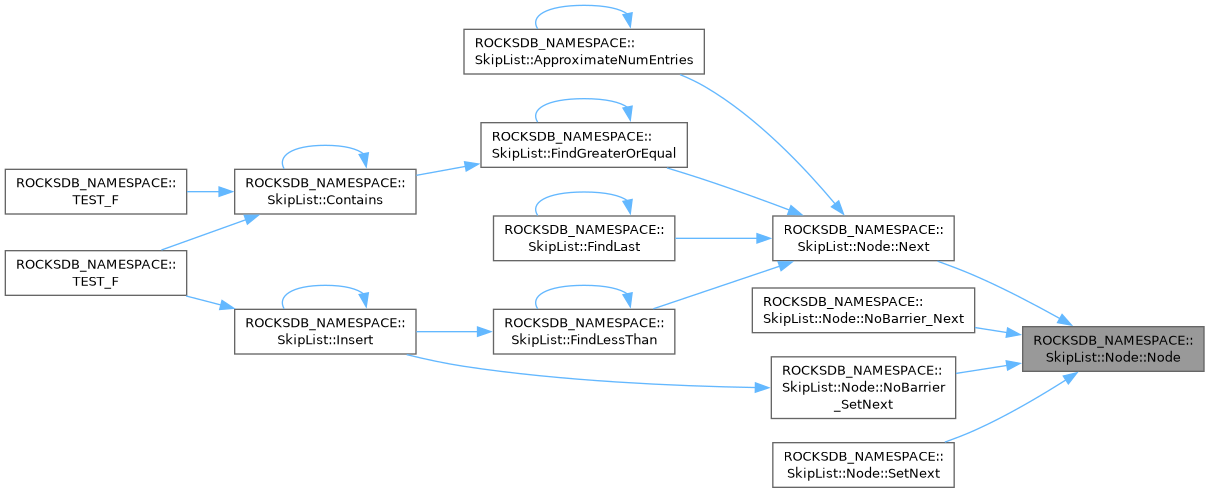 ROCKSDB_NAMESPACE::
SkipList::ApproximateNumEntries
ROCKSDB_NAMESPACE::
SkipList::FindGreaterOrEqual
ROCKSDB_NAMESPACE::
TEST_F
ROCKSDB_NAMESPACE::
SkipList::Contains
ROCKSDB_NAMESPACE::
SkipList::FindLast
ROCKSDB_NAMESPACE::
SkipList::Node::Next
ROCKSDB_NAMESPACE::
TEST_F
ROCKSDB_NAMESPACE::
SkipList::Node::NoBarrier_Next
ROCKSDB_NAMESPACE::
SkipList::Insert
ROCKSDB_NAMESPACE::
SkipList::FindLessThan
ROCKSDB_NAMESPACE::
SkipList::Node::Node
ROCKSDB_NAMESPACE::
SkipList::Node::NoBarrier
_SetNext
ROCKSDB_NAMESPACE::
SkipList::Node::SetNext